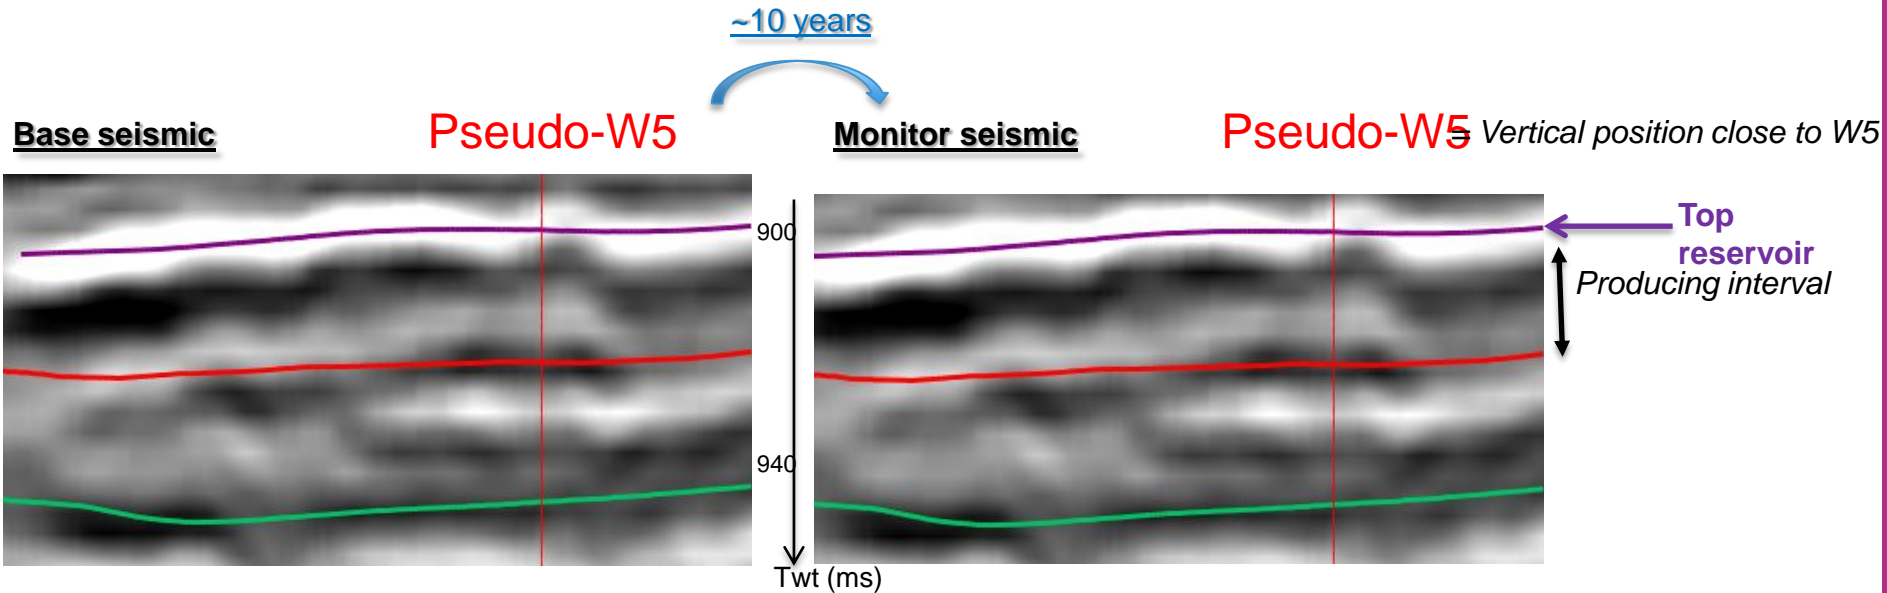 ~10 years
Base seismic
Pseudo-W5
Monitor seismic
Pseudo-W5
= Vertical position close to W5
900
Top
reservoir
Producing interval
940
Twt (ms)